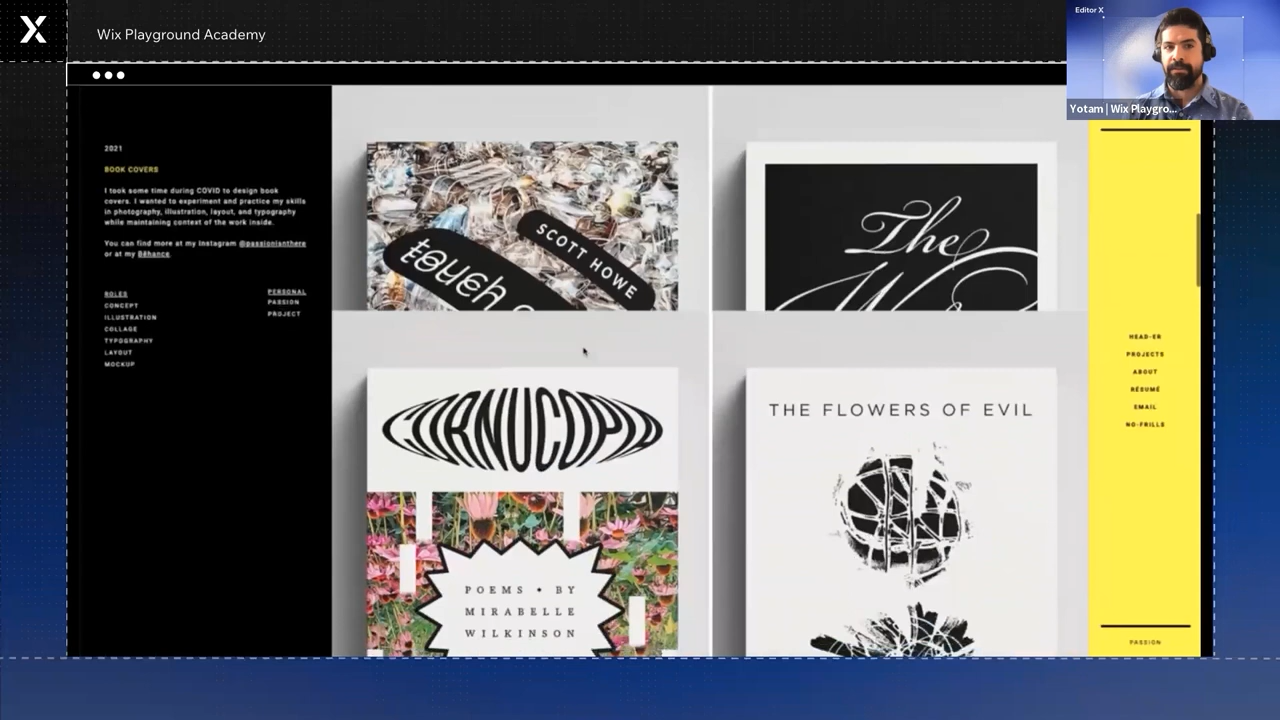 Wix Playground Academy
Editor X
Yotam | Wix Playgro...
2021
BOOK COVERS
I took some time during COVID to design book
covers. I wanted to experiment and practice my skills
in photography, illustration, layout, and typography
while maintaining context of the work inside.
You can find more at my Instagram @passionisnthere
or at my Bēhance.
ROLES
CONCEPT
ILLUSTRATION
COLLAGE
TYPOGRAPHY
LAYOUT
MOCKUP
PERSONAL
PASSION
PROJECT
SCOTT HOWE
touch
The
CORNUCOPIA
POEMS • BY
MIRABELLE
WILKINSON
THE FLOWERS OF EVIL
HEAD-ER
PROJECTS
ABOUT
RÉSUMÉ
EMAIL
NO-FRILLS
PASSION